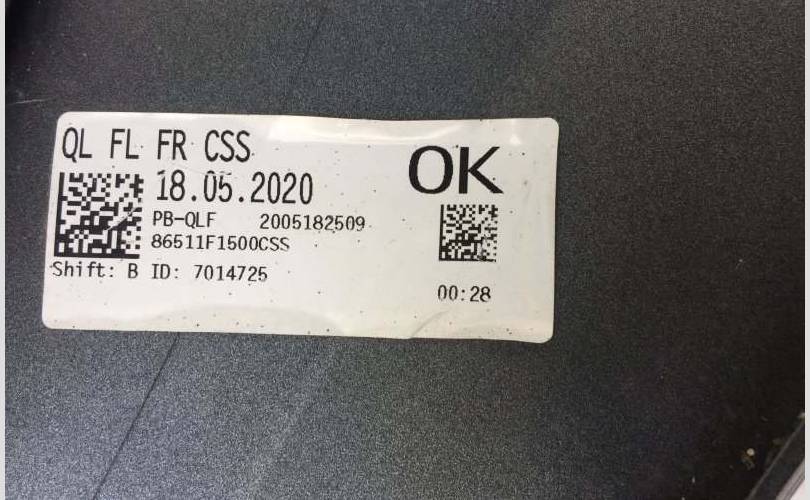 QL FL FR CSS
OK
18.05.2020
PB-QLF 2005182509
86511F1500CSS
Shift: B ID: 7014725
00:28